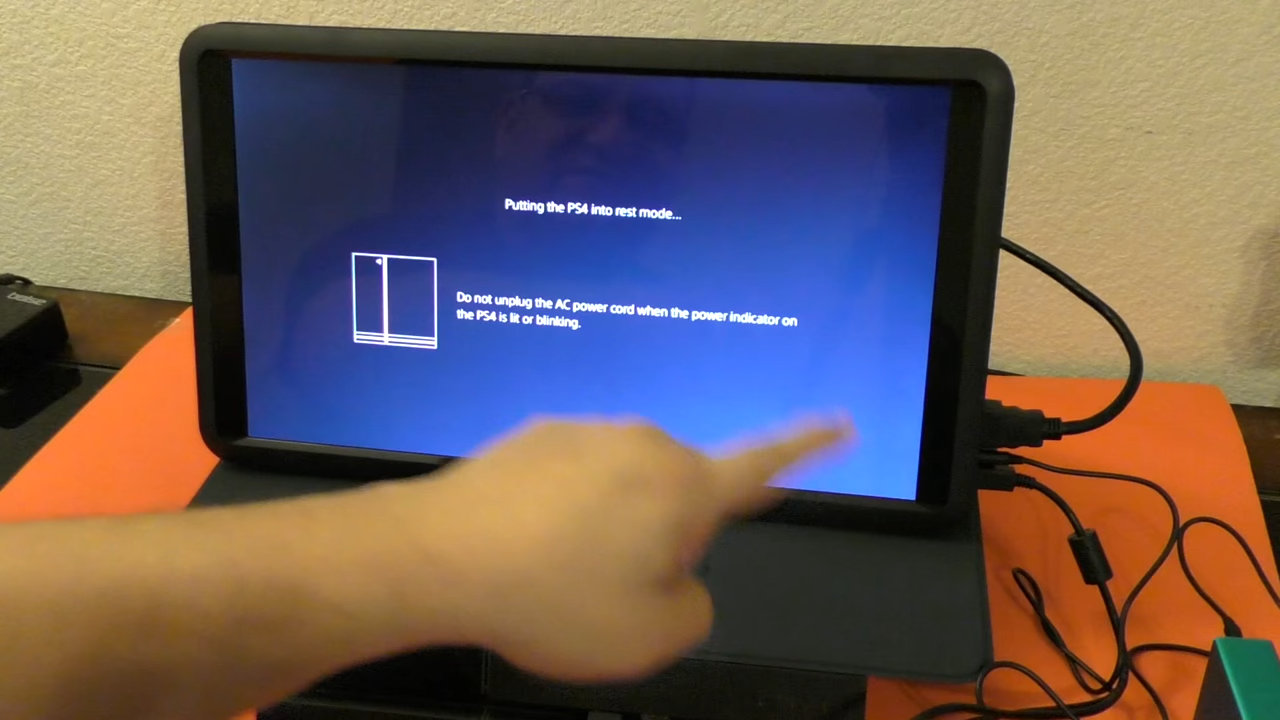 Putting the PS4 into rest mode...
Do not unplug the AC power cord when the power indicator on
the PS4 is lit or blinking.